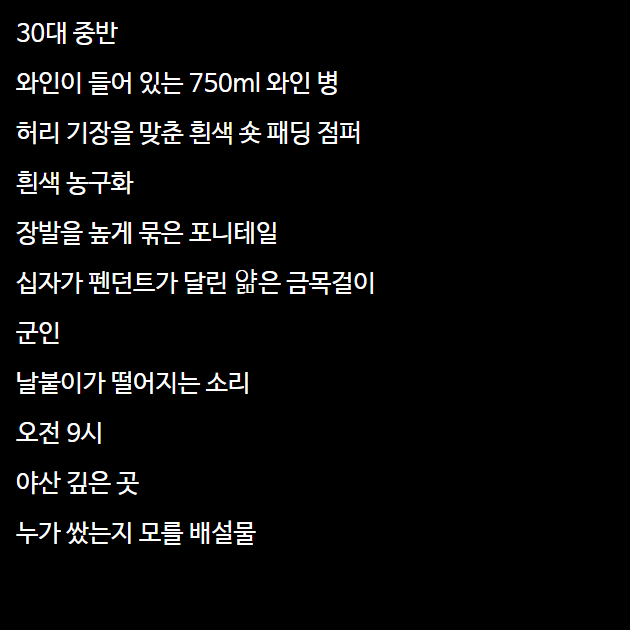 30대 중반
와인이 들어 있는 750ml 와인 병
허리 기장을 맞춘 흰색 숏 패딩 점퍼
흰색 농구화
장발을 높게 묶은 포니테일
십자가 펜던트가 달린 얇은 금목걸이
군인
날붙이가 떨어지는 소리
오전 9시
야산 깊은 곳
누가 쌌는지 모를 배설물